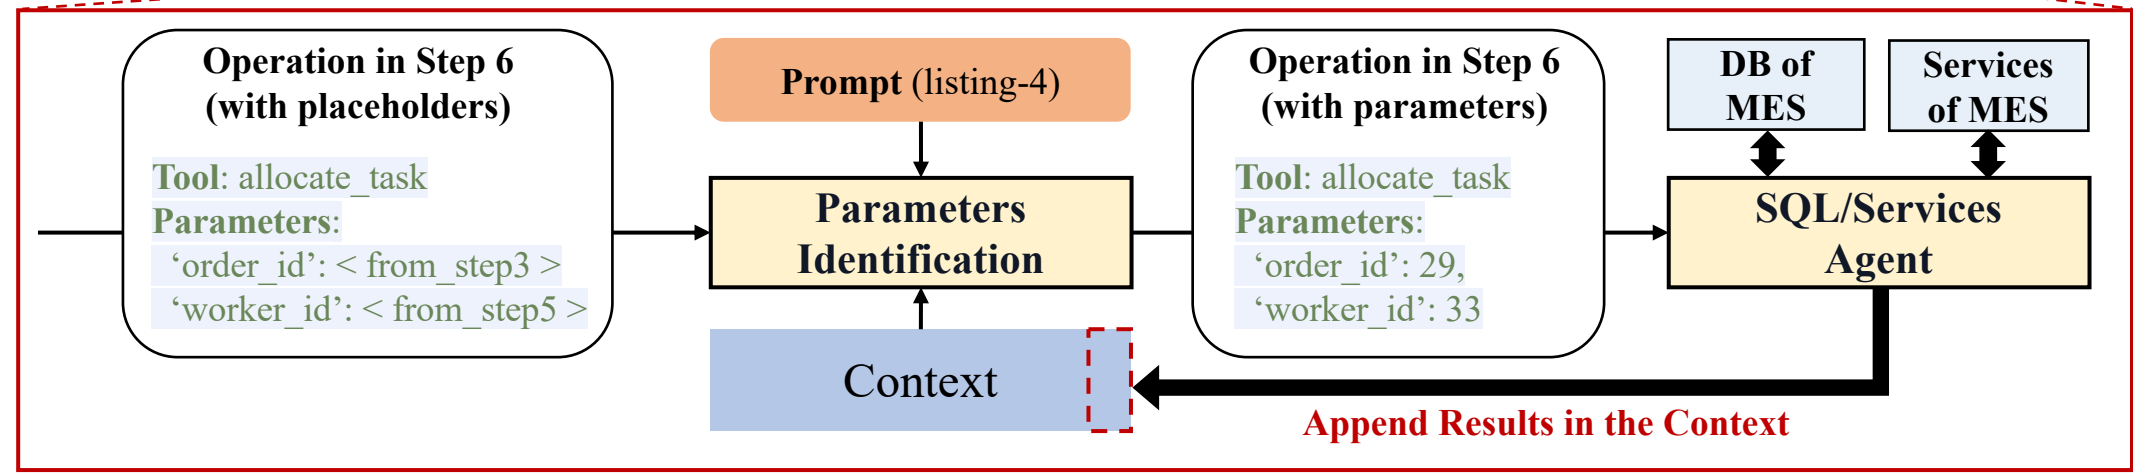 Operation in Step 6
(with placeholders)
Tool: allocate_task
Parameters:
‘order_id’: < from_step3 >
‘worker_id’: < from_step5 >
Prompt (listing-4)
Parameters
Identification
Context
Operation in Step 6
(with parameters)
Tool: allocate_task
Parameters:
‘order_id’: 29,
‘worker_id’: 33
DB of
MES
Services
of MES
SQL/Services
Agent
Append Results in the Context